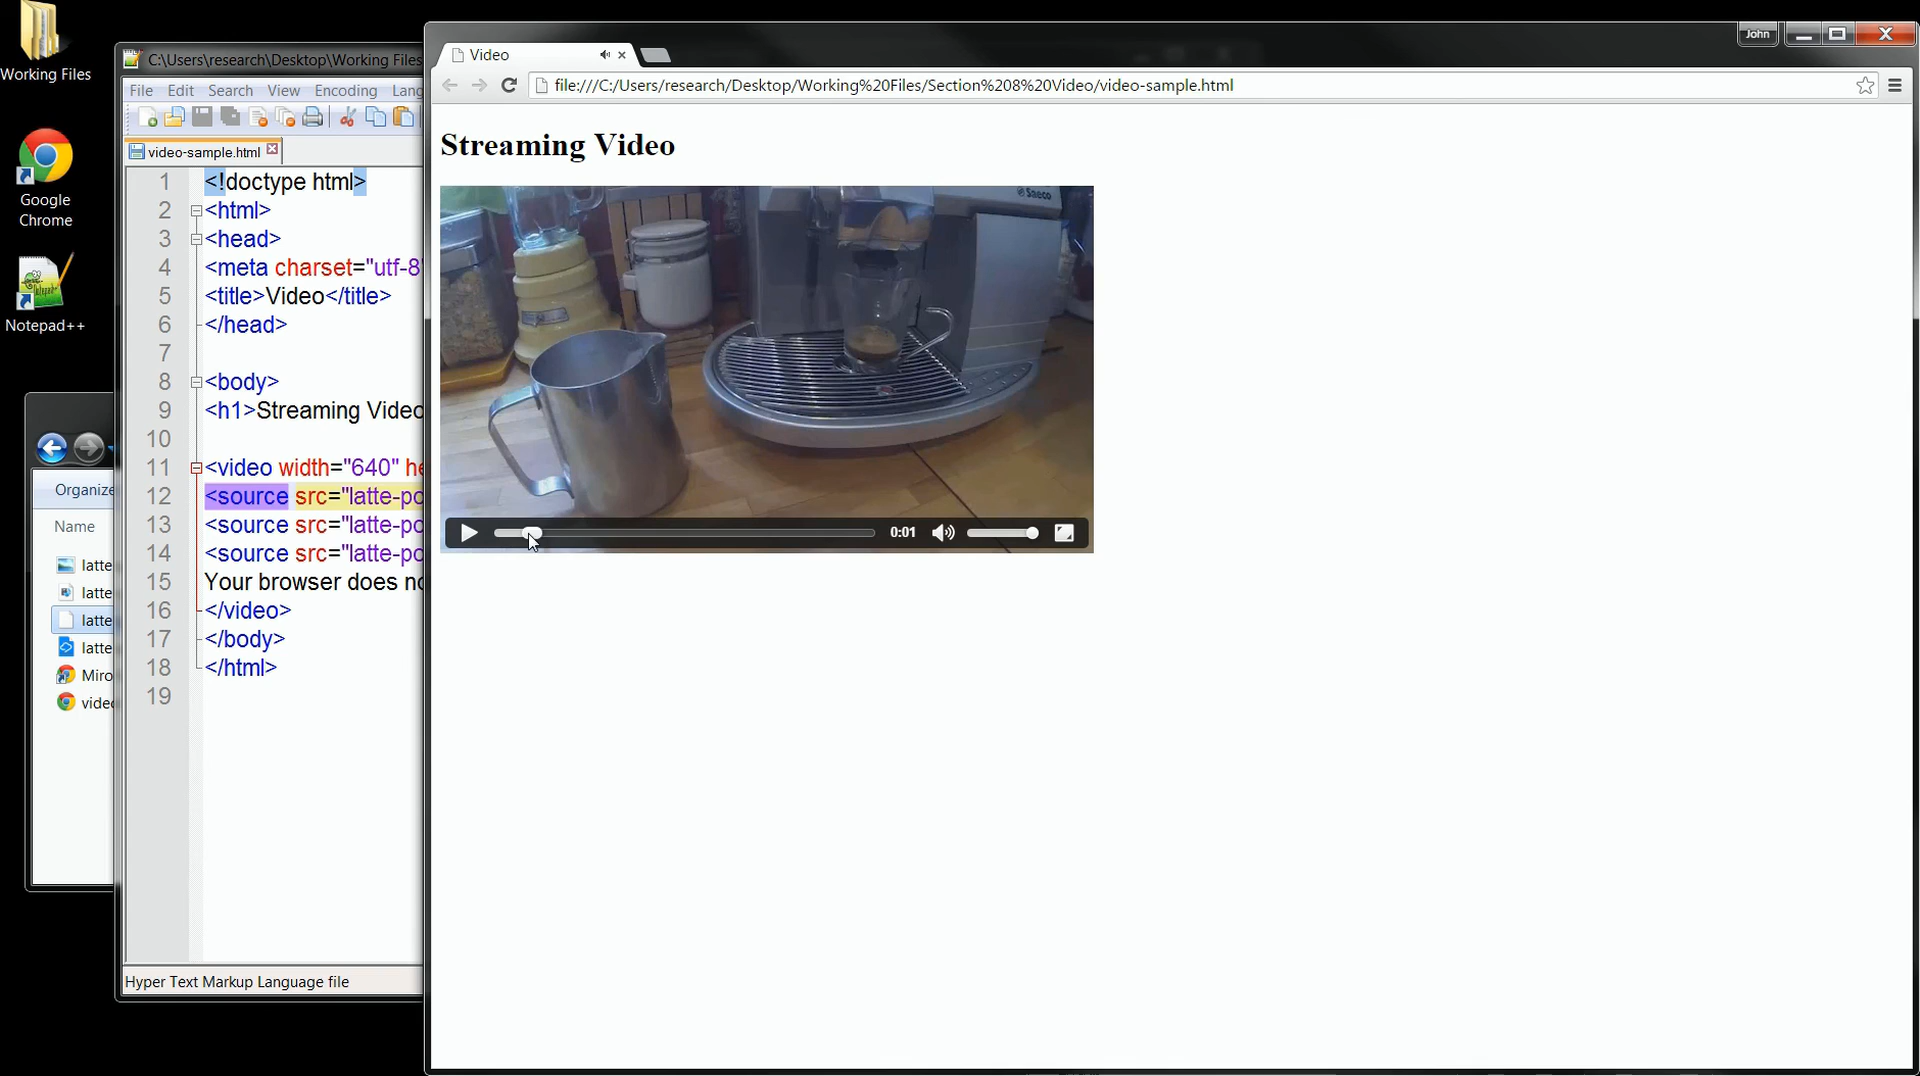 Working Files
Google
Chrome
Notepad++
Organize
Name
latte
latte
latte
latte
Miro
video
C:\Users\research\Desktop\Working Files
File Edit Search View Encoding Lang
video-sample.html
1 <!doctype html>
2 <html>
3 <head>
4 <meta charset="utf-8"
5 <title>Video</title>
6 </head>
7
8 <body>
9 <h1>Streaming Video
10
11 <video width="640" he
12 <source src="latte-po
13 <source src="latte-po
14 <source src="latte-po
15 Your browser does no
16 </video>
17 </body>
18 </html>
19
Hyper Text Markup Language file
Video
John
file:///C:/Users/research/Desktop/Working%20Files/Section%208%20Video/video-sample.html
Streaming Video
Saeco
0:01